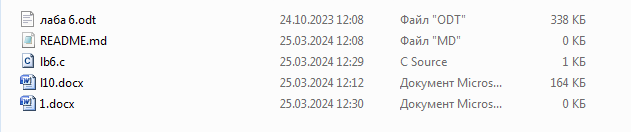 лаба 6.odt 24.10.2023 12:08 Файл "ODT" 338 КБ
README.md 25.03.2024 12:08 Файл "MD" 0 КБ
lb6.c 25.03.2024 12:29 C Source 1 КБ
l10.docx 25.03.2024 12:12 Документ Micros... 164 КБ
1.docx 25.03.2024 12:30 Документ Micros... 0 КБ